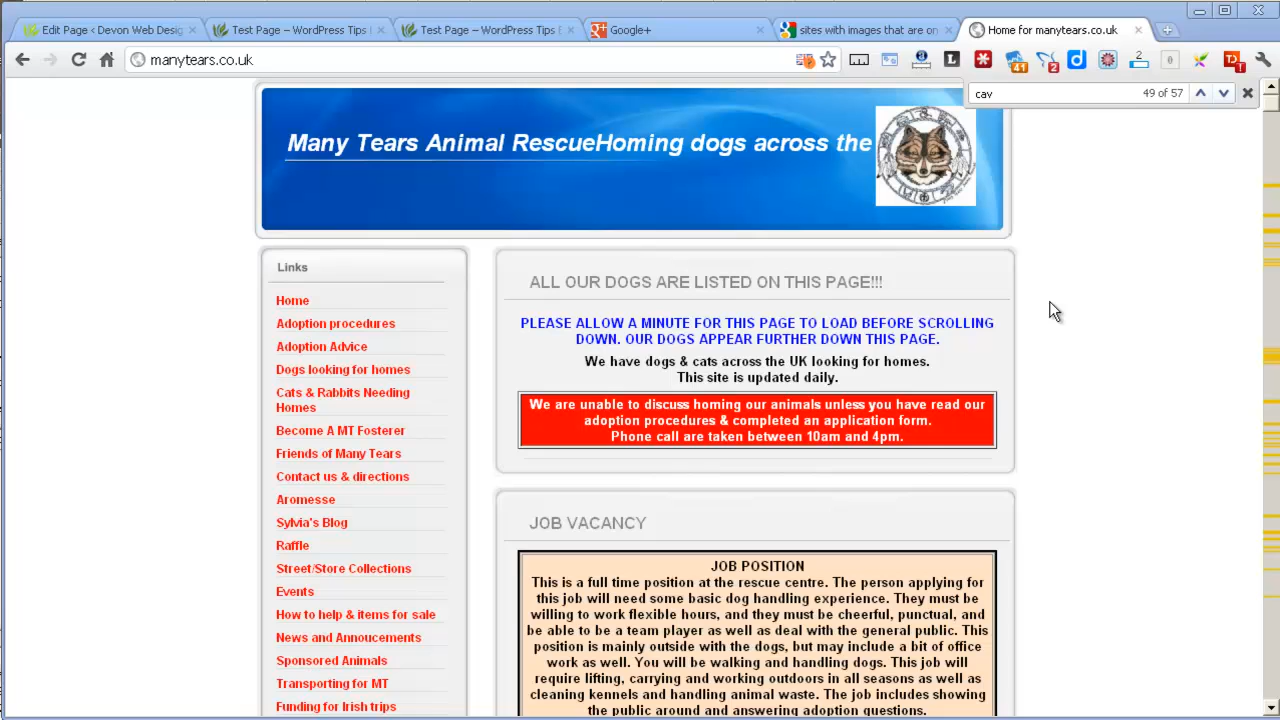 Edit Page < Devon Web Desig
Test Page – WordPress Tips |
Test Page – WordPress Tips E
Google+
sites with images that are on
Home for manytears.co.uk
manytears.co.uk
41
2
2
0
1
cav
49 of 57
Many Tears Animal RescueHoming dogs across the
Links
Home
Adoption procedures
Adoption Advice
Dogs looking for homes
Cats & Rabbits Needing
Homes
Become A MT Fosterer
Friends of Many Tears
Contact us & directions
Aromesse
Sylvia's Blog
Raffle
Street/Store Collections
Events
How to help & items for sale
News and Annoucements
Sponsored Animals
Transporting for MT
Funding for Irish trips
ALL OUR DOGS ARE LISTED ON THIS PAGE!!!
PLEASE ALLOW A MINUTE FOR THIS PAGE TO LOAD BEFORE SCROLLING
DOWN. OUR DOGS APPEAR FURTHER DOWN THIS PAGE.
We have dogs & cats across the UK looking for homes.
This site is updated daily.
We are unable to discuss homing our animals unless you have read our
adoption procedures & completed an application form.
Phone call are taken between 10am and 4pm.
JOB VACANCY
JOB POSITION
This is a full time position at the rescue centre. The person applying for
this job will need some basic dog handling experience. They must be
willing to work flexible hours, and they must be cheerful, punctual, and
be able to be a team player as well as deal with the general public. This
position is mainly outside with the dogs, but may include a bit of office
work as well. You will be walking and handling dogs. This job will
require lifting, carrying and working outdoors in all seasons as well as
cleaning kennels and handling animal waste. The job includes showing
the public around and answering adoption questions.